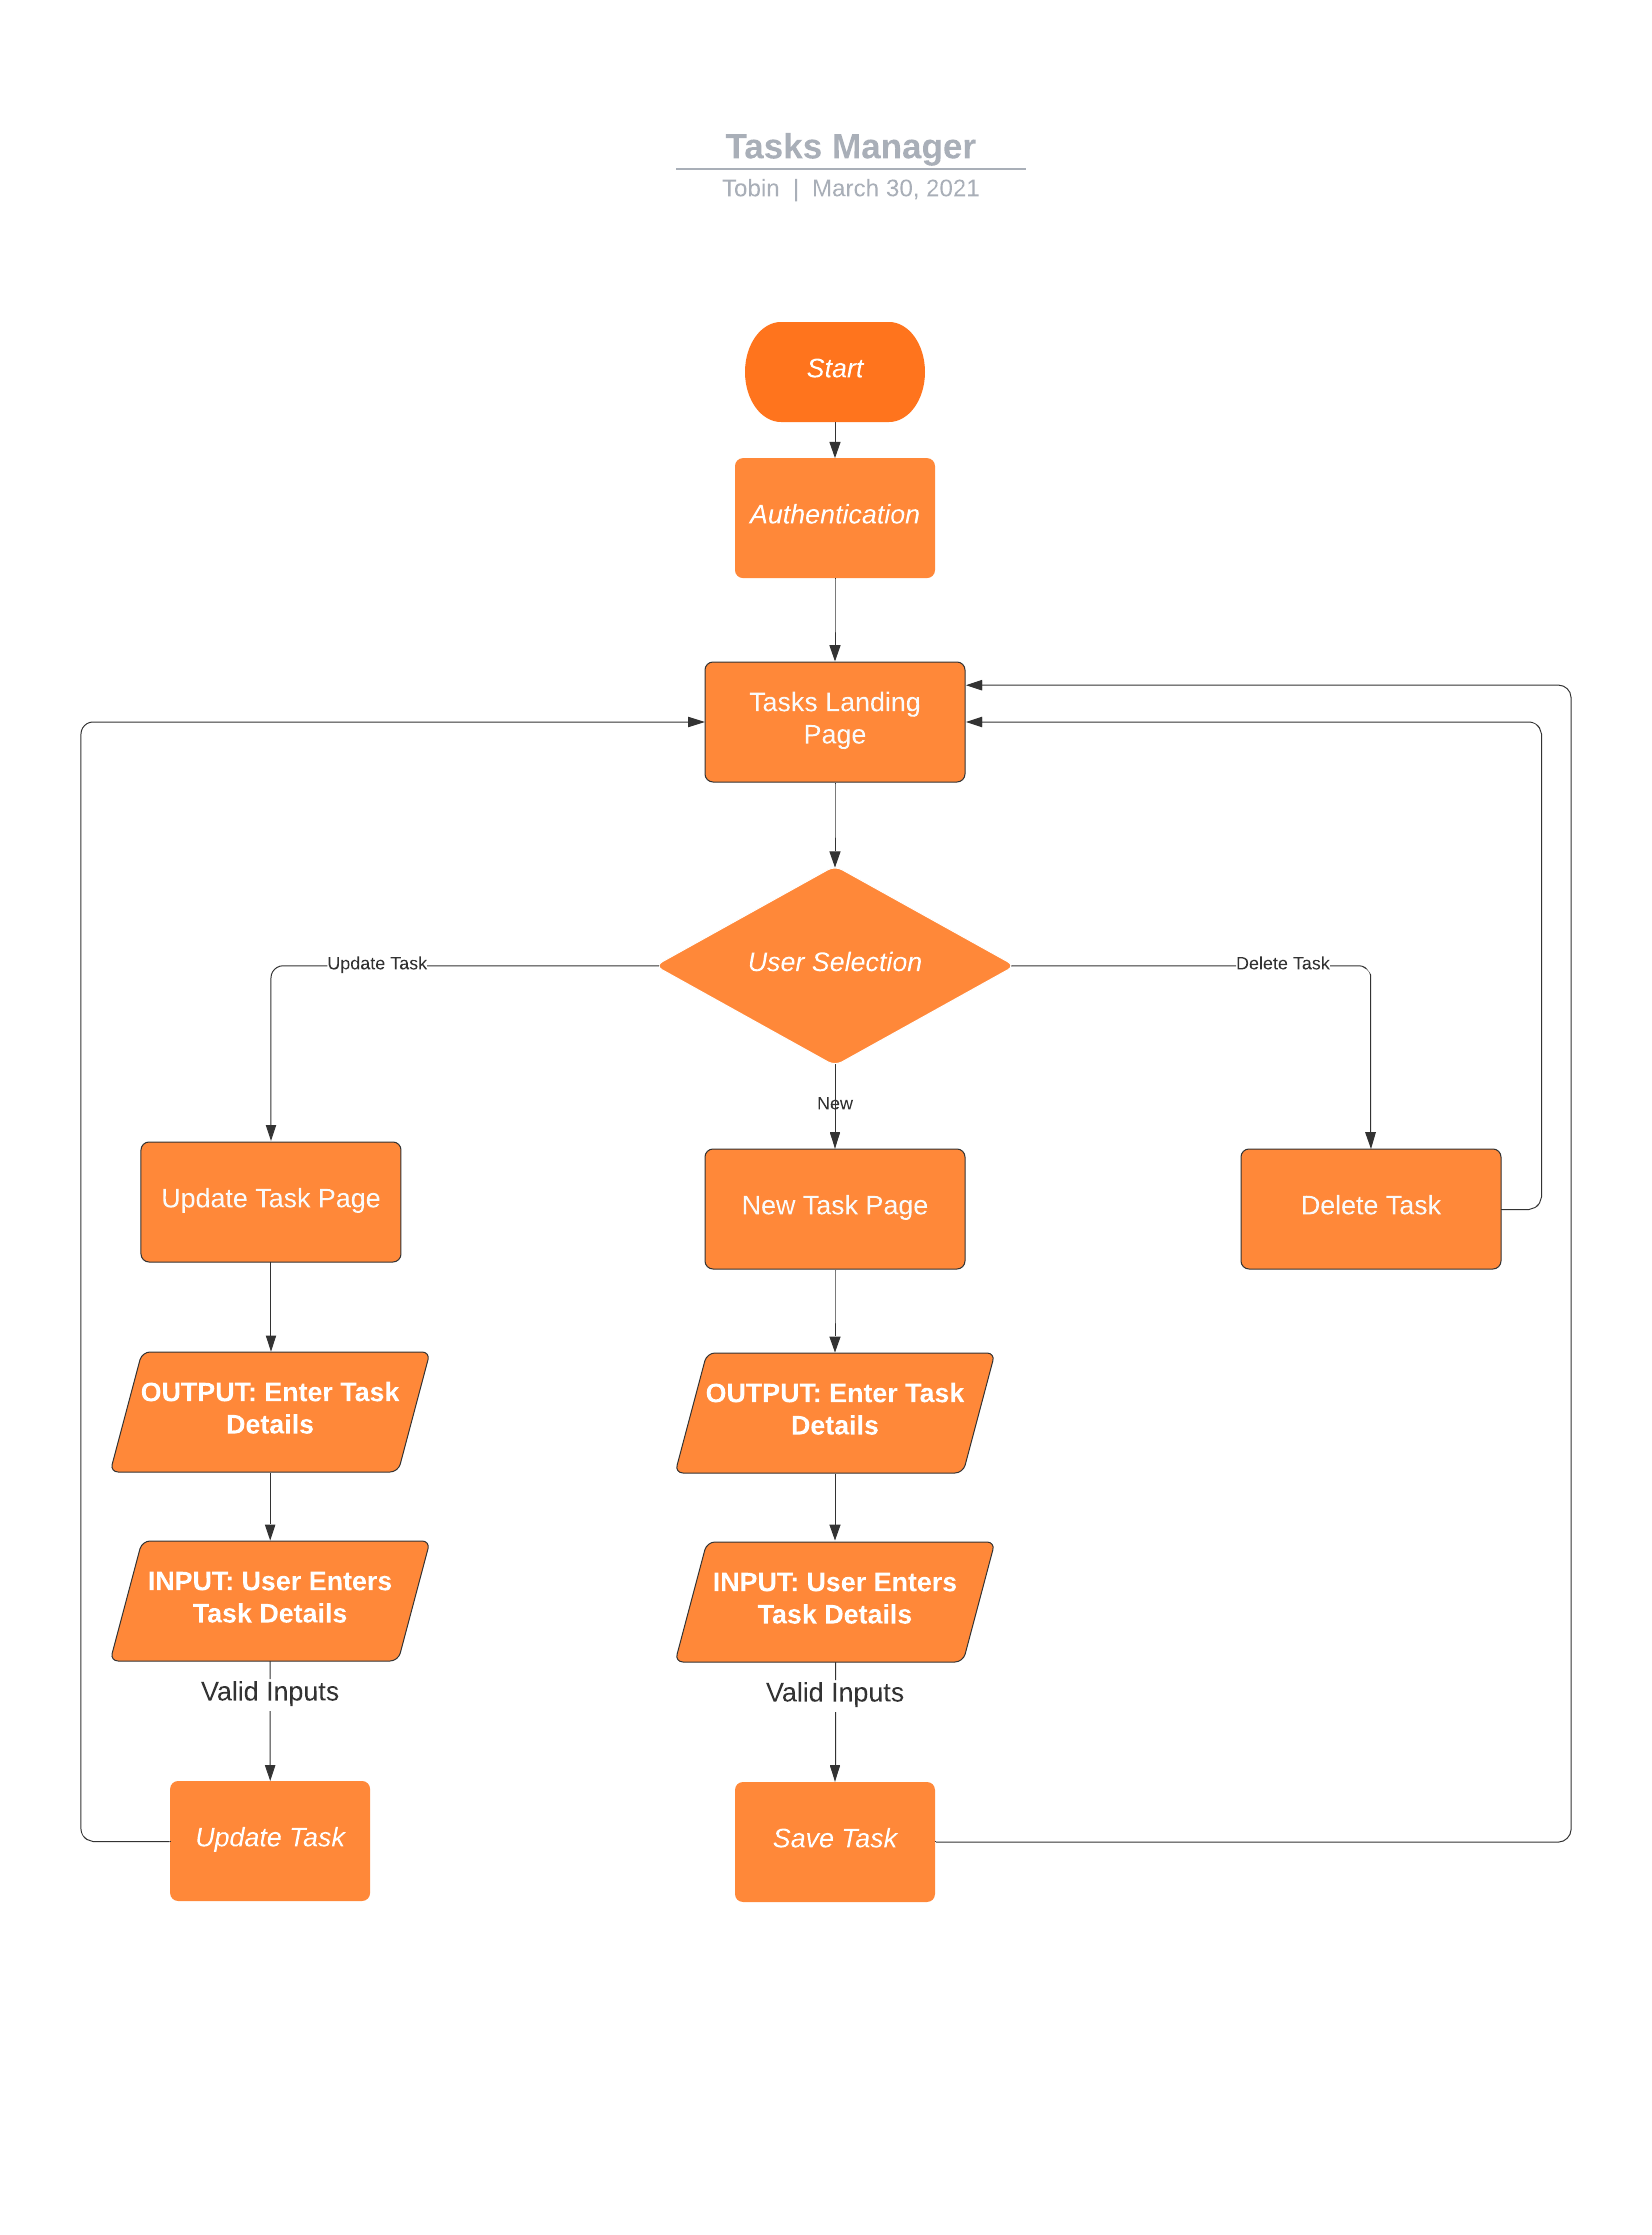 Tasks Manager
Tobin | March 30, 2021
Start
Authentication
Tasks Landing
Page
User Selection
Update Task
Delete Task
New
Update Task Page
New Task Page
Delete Task
OUTPUT: Enter Task
Details
OUTPUT: Enter Task
Details
INPUT: User Enters
Task Details
INPUT: User Enters
Task Details
Valid Inputs
Valid Inputs
Update Task
Save Task